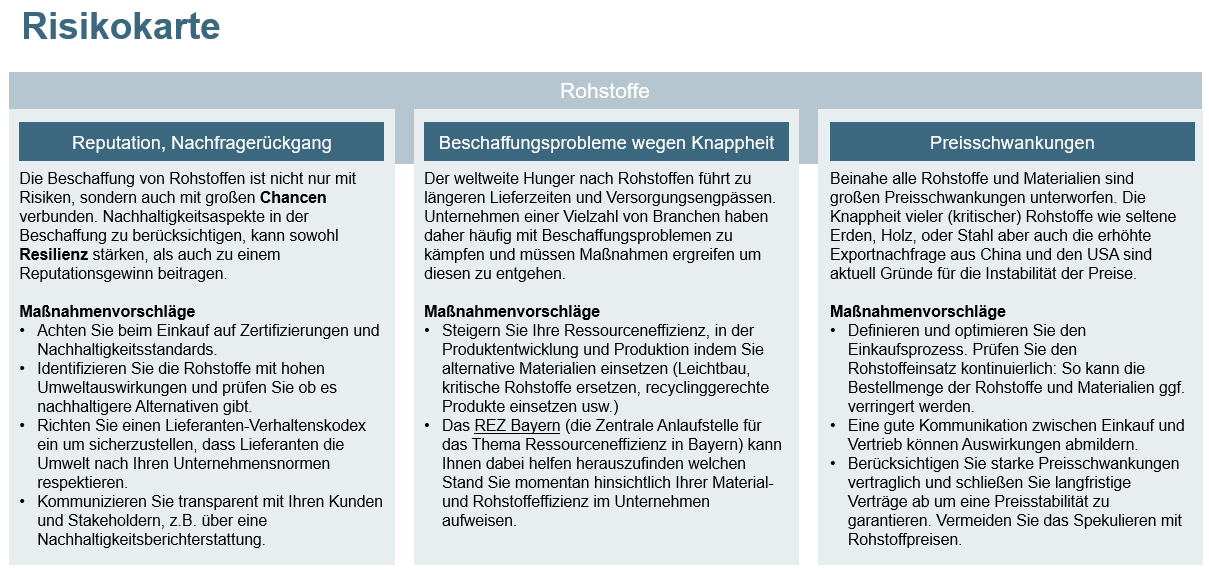 Risikokarte
Rohstoffe
Reputation, Nachfragerückgang
Die Beschaffung von Rohstoffen ist nicht nur mit
Risiken, sondern auch mit großen Chancen
verbunden. Nachhaltigkeitsaspekte in der
Beschaffung zu berücksichtigen, kann sowohl
Resilienz stärken, als auch zu einem
Reputationsgewinn beitragen.
Maßnahmenvorschläge
• Achten Sie beim Einkauf auf Zertifizierungen und
Nachhaltigkeitsstandards.
• Identifizieren Sie die Rohstoffe mit hohen
Umweltauswirkungen und prüfen Sie ob es
nachhaltigere Alternativen gibt.
• Richten Sie einen Lieferanten-Verhaltenskodex
ein um sicherzustellen, dass Lieferanten die
Umwelt nach Ihren Unternehmensnormen
respektieren.
• Kommunizieren Sie transparent mit Ihren Kunden
und Stakeholdern, z.B. über eine
Nachhaltigkeitsberichterstattung.
Beschaffungsprobleme wegen Knappheit
Der weltweite Hunger nach Rohstoffen führt zu
längeren Lieferzeiten und Versorgungsengpässen.
Unternehmen einer Vielzahl von Branchen haben
daher häufig mit Beschaffungsproblemen zu
kämpfen und müssen Maßnahmen ergreifen um
diesen zu entgehen.
Maßnahmenvorschläge
• Steigern Sie Ihre Ressourceneffizienz, in der
Produktentwicklung und Produktion indem Sie
alternative Materialien einsetzen (Leichtbau,
kritische Rohstoffe ersetzen, recyclinggerechte
Produkte einsetzen usw.)
• Das REZ Bayern (die Zentrale Anlaufstelle für
das Thema Ressourceneffizienz in Bayern) kann
Ihnen dabei helfen herauszufinden welchen
Stand Sie momentan hinsichtlich Ihrer Material-
und Rohstoffeffizienz im Unternehmen
aufweisen.
Preisschwankungen
Beinahe alle Rohstoffe und Materialien sind
großen Preisschwankungen unterworfen. Die
Knappheit vieler (kritischer) Rohstoffe wie seltene
Erden, Holz, oder Stahl aber auch die erhöhte
Exportnachfrage aus China und den USA sind
aktuell Gründe für die Instabilität der Preise.
Maßnahmenvorschläge
• Definieren und optimieren Sie den
Einkaufsprozess. Prüfen Sie den
Rohstoffeinsatz kontinuierlich: So kann die
Bestellmenge der Rohstoffe und Materialien ggf.
verringert werden.
• Eine gute Kommunikation zwischen Einkauf und
Vertrieb können Auswirkungen abmildern.
• Berücksichtigen Sie starke Preisschwankungen
vertraglich und schließen Sie langfristige
Verträge ab um eine Preisstabilität zu
garantieren. Vermeiden Sie das Spekulieren mit
Rohstoffpreisen.